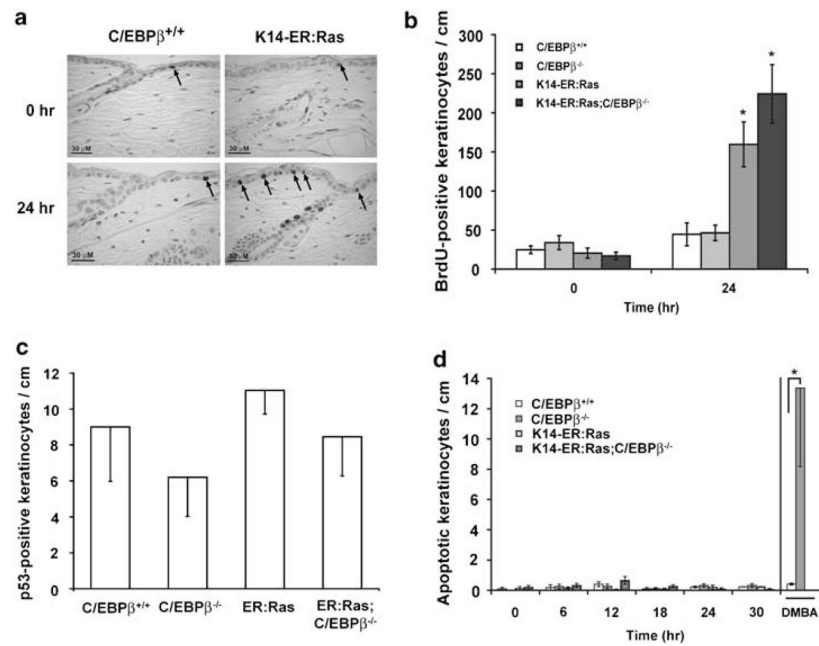 a
C/EBPβ+/+ K14-ER:Ras
0 hr
30 µM 30 µM
24 hr
30 µM 30 µM
b
BrdU-positive keratinocytes / cm
300
250
200
150
100
50
0
C/EBPβ+/+
C/EBPβ-/-
K14-ER:Ras
K14-ER:Ras;C/EBPβ-/-
* *
0 24
Time (hr)
c
p53-positive keratinocytes / cm
12
10
8
6
4
2
0
C/EBPβ+/+ C/EBPβ-/- ER:Ras ER:Ras;
C/EBPβ-/-
d
Apoptotic keratinocytes / cm
14
12
10
8
6
4
2
0
C/EBPβ+/+
C/EBPβ-/-
K14-ER:Ras
K14-ER:Ras;C/EBPβ-/-
*
0 6 12 18 24 30 DMBA
Time (hr)